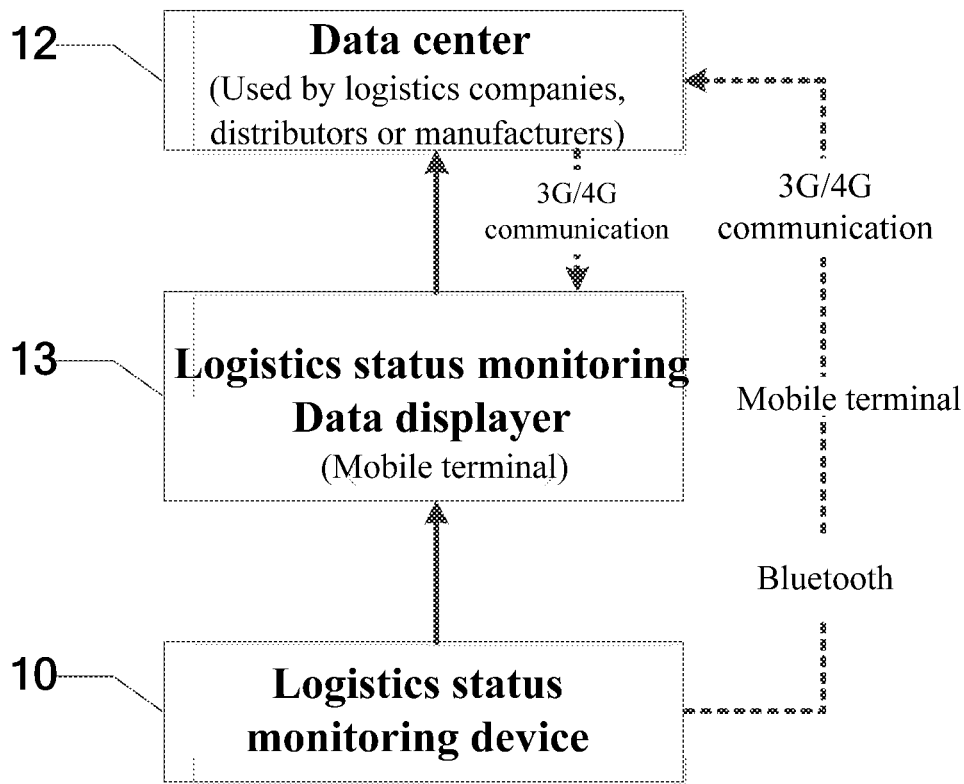 12
Data center
(Used by logistics companies,
distributors or manufacturers)
3G/4G
communication
3G/4G
communication
13
Logistics status monitoring
Data displayer
(Mobile terminal)
Mobile terminal
Bluetooth
10
Logistics status
monitoring device